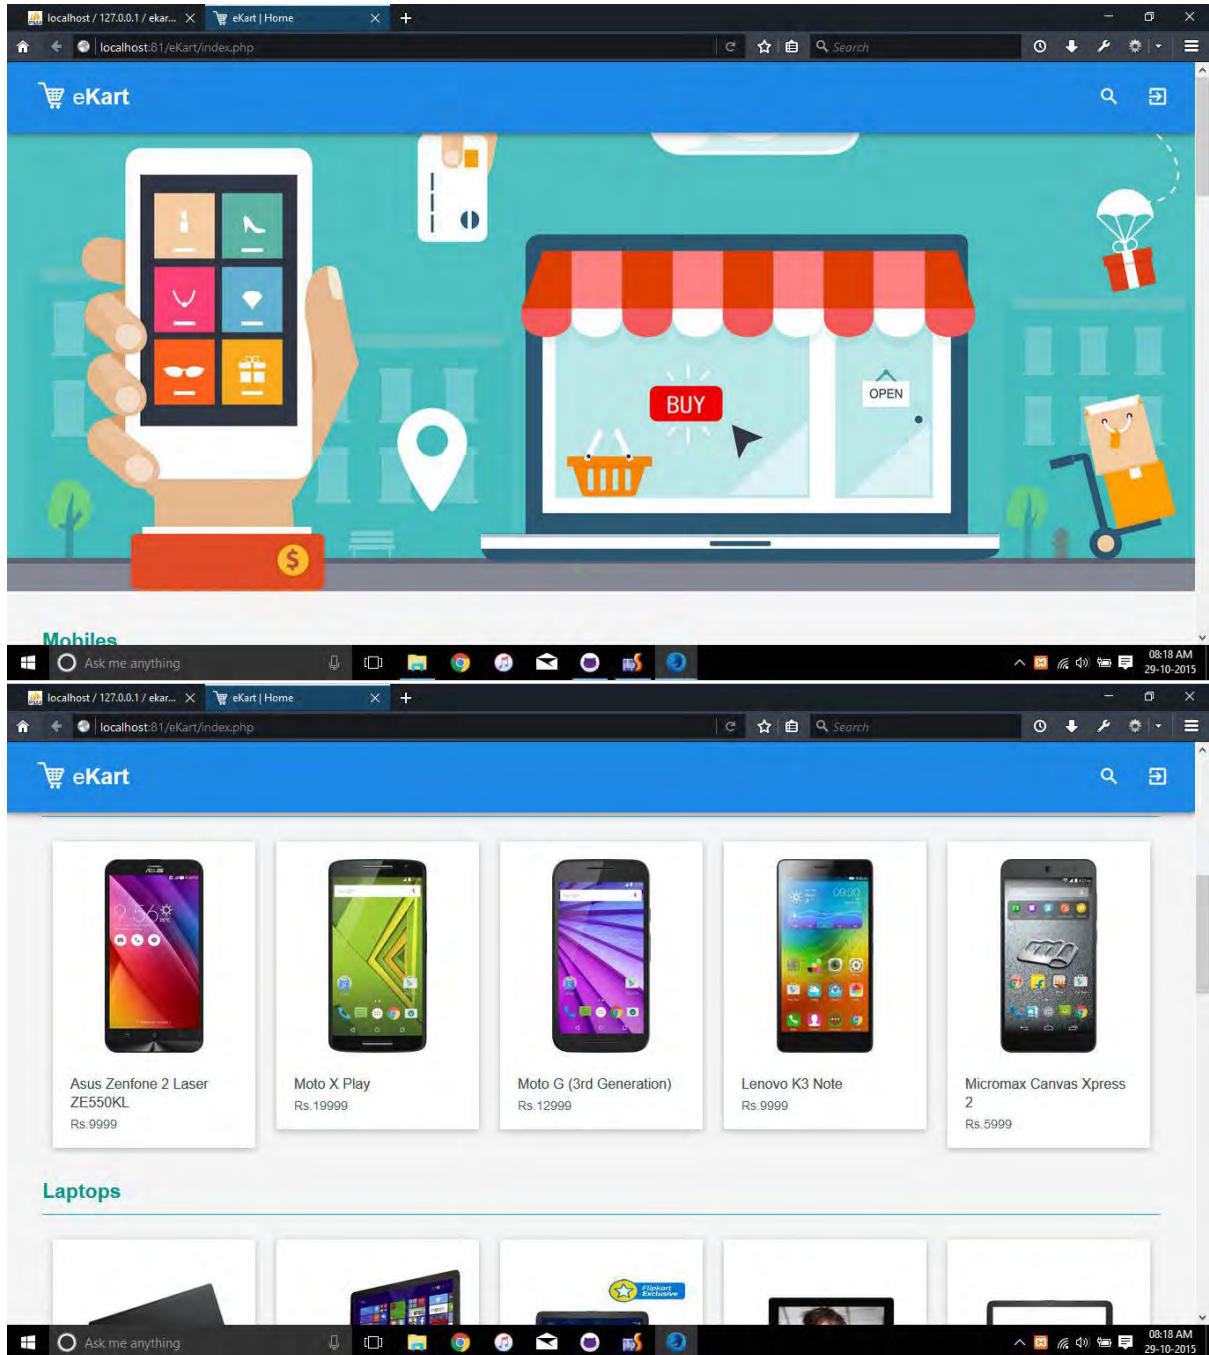 localhost / 127.0.0.1 / ekar...
eKart | Home
localhost:81/eKart/index.php
Search
eKart
BUY
OPEN
$
Mobiles
Ask me anything
08:18 AM
29-10-2015
localhost / 127.0.0.1 / ekar...
eKart | Home
localhost:81/eKart/index.php
Search
eKart
Asus Zenfone 2 Laser
ZE550KL
Rs.9999
Moto X Play
Rs.19999
Moto G (3rd Generation)
Rs.12999
Lenovo K3 Note
Rs.9999
Micromax Canvas Xpress
2
Rs.5999
Laptops
Flipkart
Exclusive
Ask me anything
08:18 AM
29-10-2015